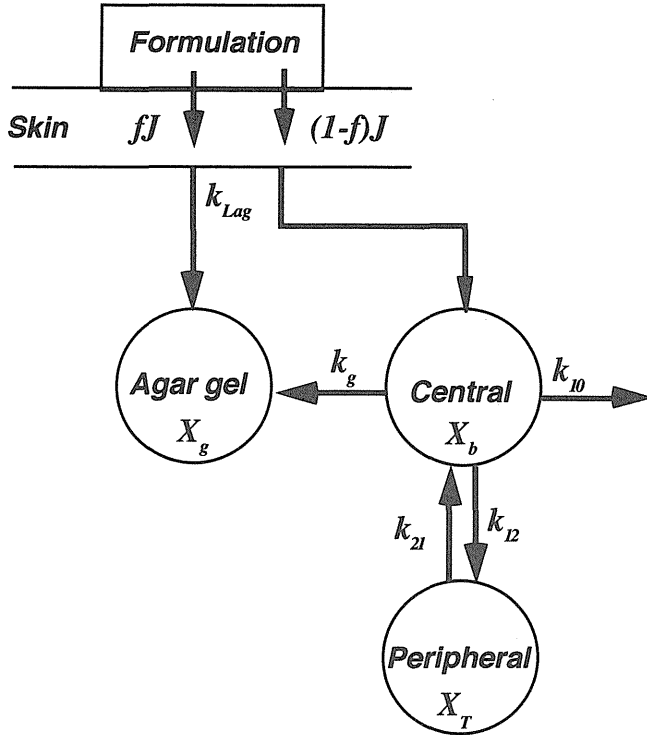 Formulation
Skin fJ (1-f)J
k_Lag
k_g k_10
Agar gel Central
X_g X_b
k_21 k_12
Peripheral
X_T